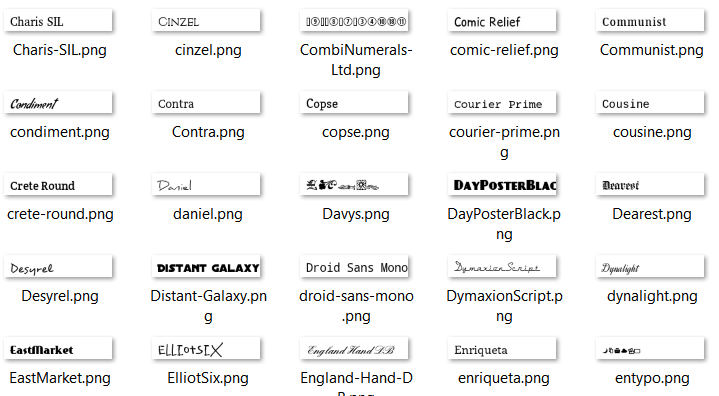 Charis SIL CINZEL Comic Relief Communist
Charis-SIL.png cinzel.png CombiNumerals-Ltd.png comic-relief.png Communist.png
Condiment Contra Copse Courier Prime Cousine
condiment.png Contra.png copse.png courier-prime.png cousine.png
Crete Round Daniel DAYPOSTERBLAC Dearest
crete-round.png daniel.png Davys.png DayPosterBlack.png Dearest.png
Desyrel DISTANT GALAXY Droid Sans Mono DymaxionScript Dynalight
Desyrel.png Distant-Galaxy.png droid-sans-mono.png DymaxionScript.png dynalight.png
EastMarket ELLIOtSIX England Hand DB Enriqueta
EastMarket.png ElliotSix.png England-Hand-DB.png enriqueta.png entypo.png